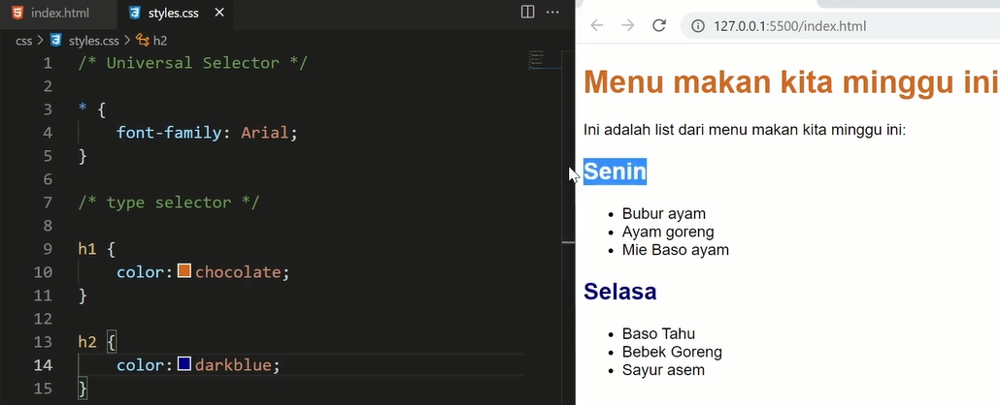 index.html
styles.css
css > styles.css > h2
1 /* Universal Selector */
2
3 * {
4 font-family: Arial;
5 }
6
7 /* type selector */
8
9 h1 {
10 color: chocolate;
11 }
12
13 h2 {
14 color: darkblue;
15 }
127.0.0.1:5500/index.html
Menu makan kita minggu ini
Ini adalah list dari menu makan kita minggu ini:
Senin
Bubur ayam
Ayam goreng
Mie Baso ayam
Selasa
Baso Tahu
Bebek Goreng
Sayur asem